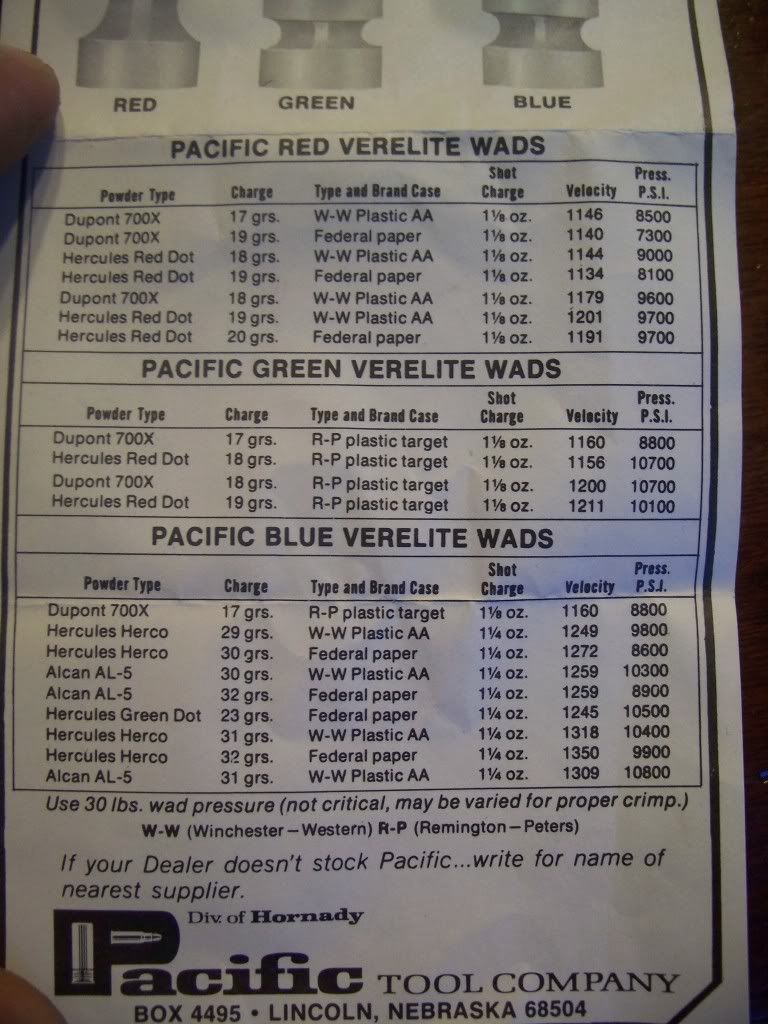 RED GREEN BLUE
PACIFIC RED VERELITE WADS
Powder Type Charge Type and Brand Case Shot Charge Velocity Press. P.S.I.
Dupont 700X 17 grs. W-W Plastic AA 1⅛ oz. 1146 8500
Dupont 700X 19 grs. Federal paper 1⅛ oz. 1140 7300
Hercules Red Dot 18 grs. W-W Plastic AA 1⅛ oz. 1144 9000
Hercules Red Dot 19 grs. Federal paper 1⅛ oz. 1134 8100
Dupont 700X 18 grs. W-W Plastic AA 1⅛ oz. 1179 9600
Hercules Red Dot 19 grs. W-W Plastic AA 1⅛ oz. 1201 9700
Hercules Red Dot 20 grs. Federal paper 1⅛ oz. 1191 9700
PACIFIC GREEN VERELITE WADS
Powder Type Charge Type and Brand Case Shot Charge Velocity Press. P.S.I.
Dupont 700X 17 grs. R-P plastic target 1⅛ oz. 1160 8800
Hercules Red Dot 18 grs. R-P plastic target 1⅛ oz. 1156 10700
Dupont 700X 18 grs. R-P plastic target 1⅛ oz. 1200 10700
Hercules Red Dot 19 grs. R-P plastic target 1⅛ oz. 1211 10100
PACIFIC BLUE VERELITE WADS
Powder Type Charge Type and Brand Case Shot Charge Velocity Press. P.S.I.
Dupont 700X 17 grs. R-P plastic target 1⅛ oz. 1160 8800
Hercules Herco 29 grs. W-W Plastic AA 1¼ oz. 1249 9800
Hercules Herco 30 grs. Federal paper 1¼ oz. 1272 8600
Alcan AL-5 30 grs. W-W Plastic AA 1¼ oz. 1259 10300
Alcan AL-5 32 grs. Federal paper 1¼ oz. 1259 8900
Hercules Green Dot 23 grs. Federal paper 1¼ oz. 1245 10500
Hercules Herco 31 grs. W-W Plastic AA 1¼ oz. 1318 10400
Hercules Herco 32 grs. Federal paper 1¼ oz. 1350 9900
Alcan AL-5 31 grs. W-W Plastic AA 1¼ oz. 1309 10800
Use 30 lbs. wad pressure (not critical, may be varied for proper crimp.)
W-W (Winchester–Western) R-P (Remington–Peters)
If your Dealer doesn't stock Pacific...write for name of
nearest supplier.
Div. of Hornady
Pacific TOOL COMPANY
BOX 4495 • LINCOLN, NEBRASKA 68504